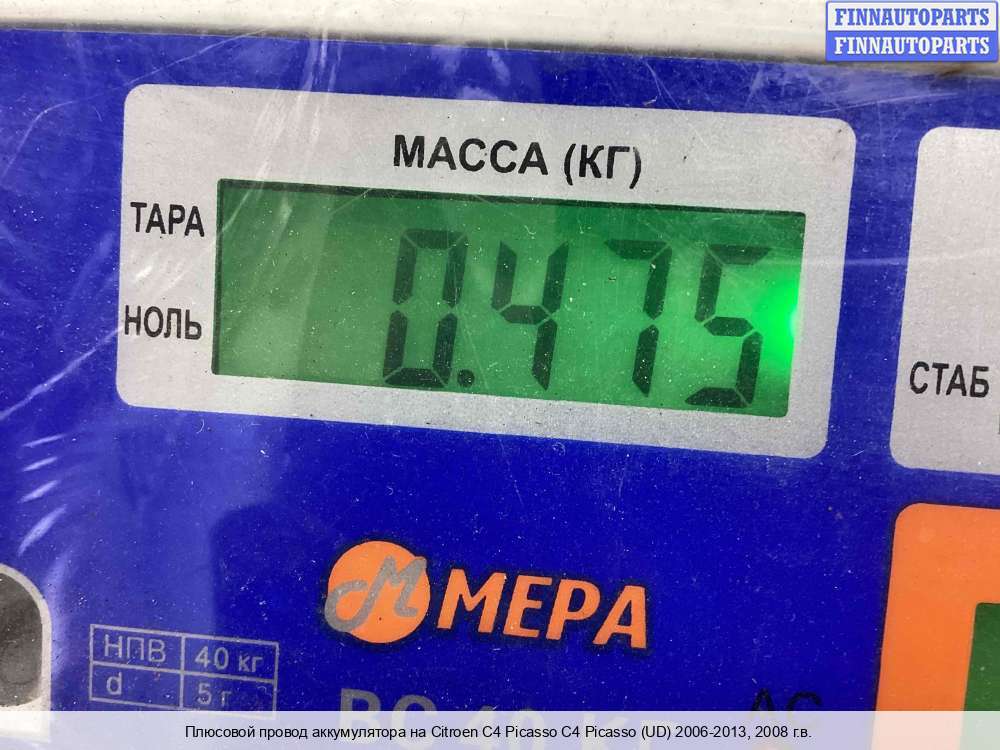 FINNAUTOPARTS
FINNAUTOPARTS
МАССА (КГ)
ТАРА
НОЛЬ
0.475
СТАБ
М МЕРА
НПВ 40 кг
d 5 г
Плюсовой провод аккумулятора на Citroen C4 Picasso C4 Picasso (UD) 2006-2013, 2008 г.в.